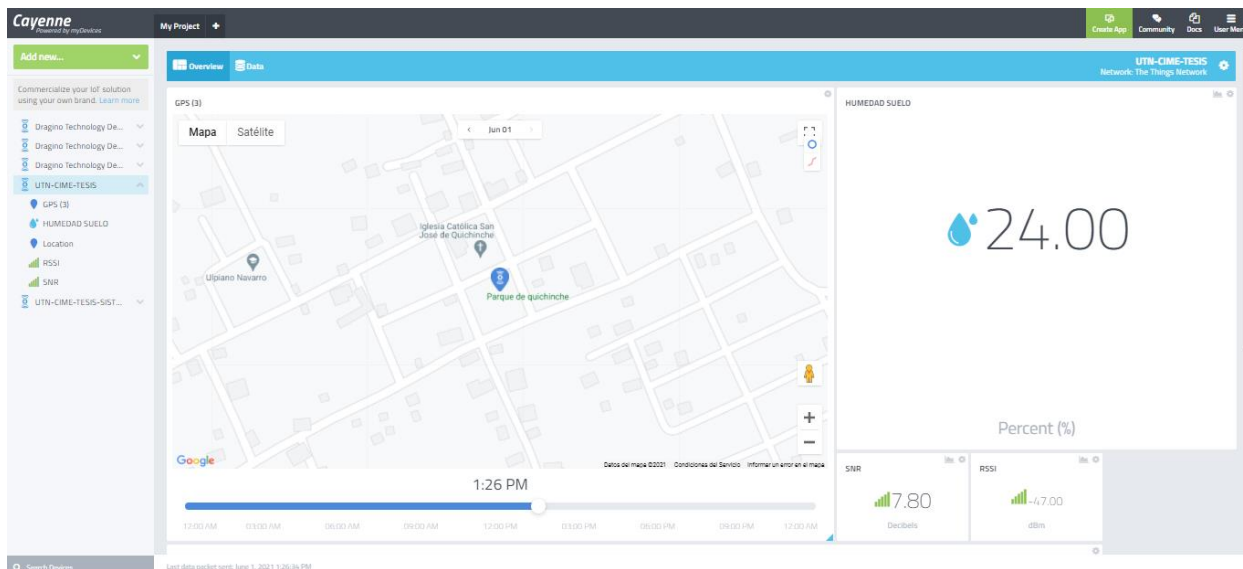 Cayenne
Powered by myDevices
My Project +
Create App
Community
Docs
User Men
Add new...
Commercialize your IoT solution
using your own brand. Learn more
Dragino Technology De...
Dragino Technology De...
Dragino Technology De...
UTN-CIME-TESIS
GPS (3)
HUMEDAD SUELO
Location
RSSI
SNR
UTN-CIME-TESIS-SIST...
Search Devices
Overview
Data
UTN-CIME-TESIS
Network: The Things Network
GPS (3)
Mapa
Satélite
Jun 01
Iglesia Católica San
José de Quichinche
Ulpiano Navarro
Parque de quichinche
Google
Datos del mapa ©2021
Condiciones del Servicio
Informar un error en el mapa
1:26 PM
12:00 AM
03:00 AM
06:00 AM
09:00 AM
12:00 PM
03:00 PM
06:00 PM
09:00 PM
12:00 AM
HUMEDAD SUELO
24.00
Percent (%)
SNR
7.80
Decibels
RSSI
-47.00
dBm
Last data packet sent: June 1, 2021 1:26:34 PM